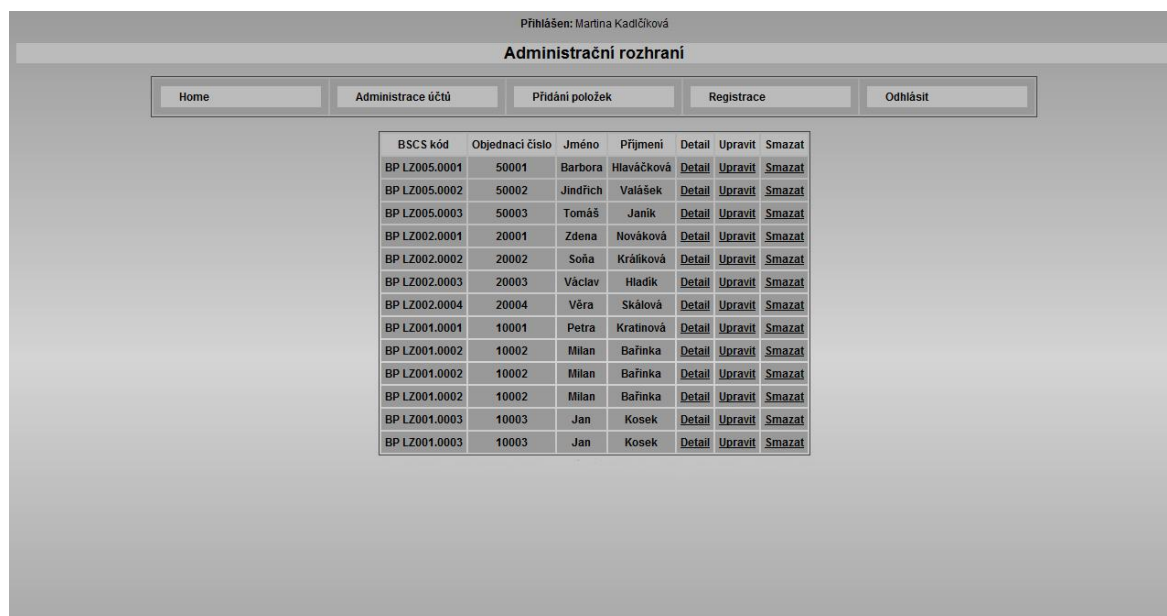 Přihlášen: Martina Kadlčíková
Administrační rozhraní
Home Administrace účtů Přidání položek Registrace Odhlásit
BSCS kód Objednací číslo Jméno Příjmení Detail Upravit Smazat
BP LZ005.0001 50001 Barbora Hlaváčková Detail Upravit Smazat
BP LZ005.0002 50002 Jindřich Valášek Detail Upravit Smazat
BP LZ005.0003 50003 Tomáš Janík Detail Upravit Smazat
BP LZ002.0001 20001 Zdena Nováková Detail Upravit Smazat
BP LZ002.0002 20002 Soňa Králíková Detail Upravit Smazat
BP LZ002.0003 20003 Václav Hladík Detail Upravit Smazat
BP LZ002.0004 20004 Věra Skálová Detail Upravit Smazat
BP LZ001.0001 10001 Petra Kratinová Detail Upravit Smazat
BP LZ001.0002 10002 Milan Bařinka Detail Upravit Smazat
BP LZ001.0002 10002 Milan Bařinka Detail Upravit Smazat
BP LZ001.0002 10002 Milan Bařinka Detail Upravit Smazat
BP LZ001.0003 10003 Jan Kosek Detail Upravit Smazat
BP LZ001.0003 10003 Jan Kosek Detail Upravit Smazat